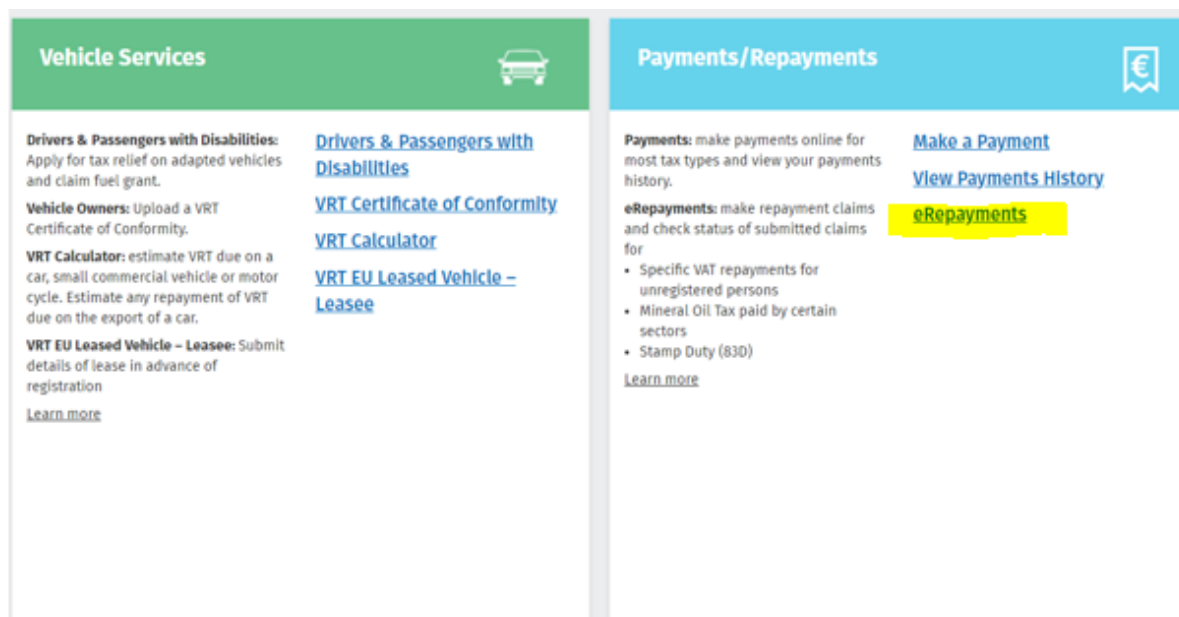 Vehicle Services
Drivers & Passengers with Disabilities:
Apply for tax relief on adapted vehicles
and claim fuel grant.
Vehicle Owners: Upload a VRT
Certificate of Conformity.
VRT Calculator: estimate VRT due on a
car, small commercial vehicle or motor
cycle. Estimate any repayment of VRT
due on the export of a car.
VRT EU Leased Vehicle – Leasee: Submit
details of lease in advance of
registration
Learn more
Drivers & Passengers with
Disabilities
VRT Certificate of Conformity
VRT Calculator
VRT EU Leased Vehicle –
Leasee
Payments/Repayments
€
Payments: make payments online for
most tax types and view your payments
history.
eRepayments: make repayment claims
and check status of submitted claims
for
• Specific VAT repayments for
unregistered persons
• Mineral Oil Tax paid by certain
sectors
• Stamp Duty (83D)
Learn more
Make a Payment
View Payments History
eRepayments